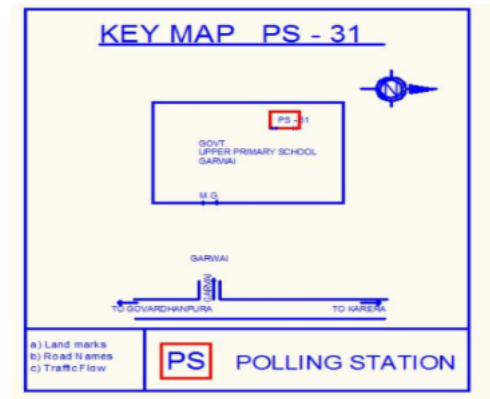 KEY MAP PS - 31
N
PS - 31
GOVT.
UPPER PRIMARY SCHOOL
GARWAI
M.G
GARWAI
GARWAI
TO GOVARDHANPURA
TO KARERA
a) Land marks
b) Road Names
c) Traffic Flow
PS
POLLING STATION